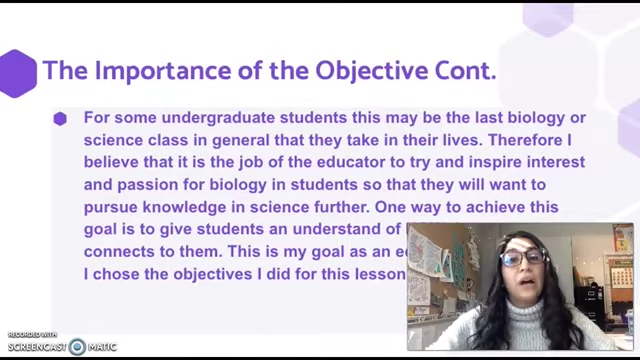 The Importance of the Objective Cont.
For some undergraduate students this may be the last biology or
science class in general that they take in their lives. Therefore I
believe that it is the job of the educator to try and inspire interest
and passion for biology in students so that they will want to
pursue knowledge in science further. One way to achieve this
goal is to give students an understand of
connects to them. This is my goal as an
I chose the objectives I did for this lesson
RECORDED WITH
SCREENCAST MATIC